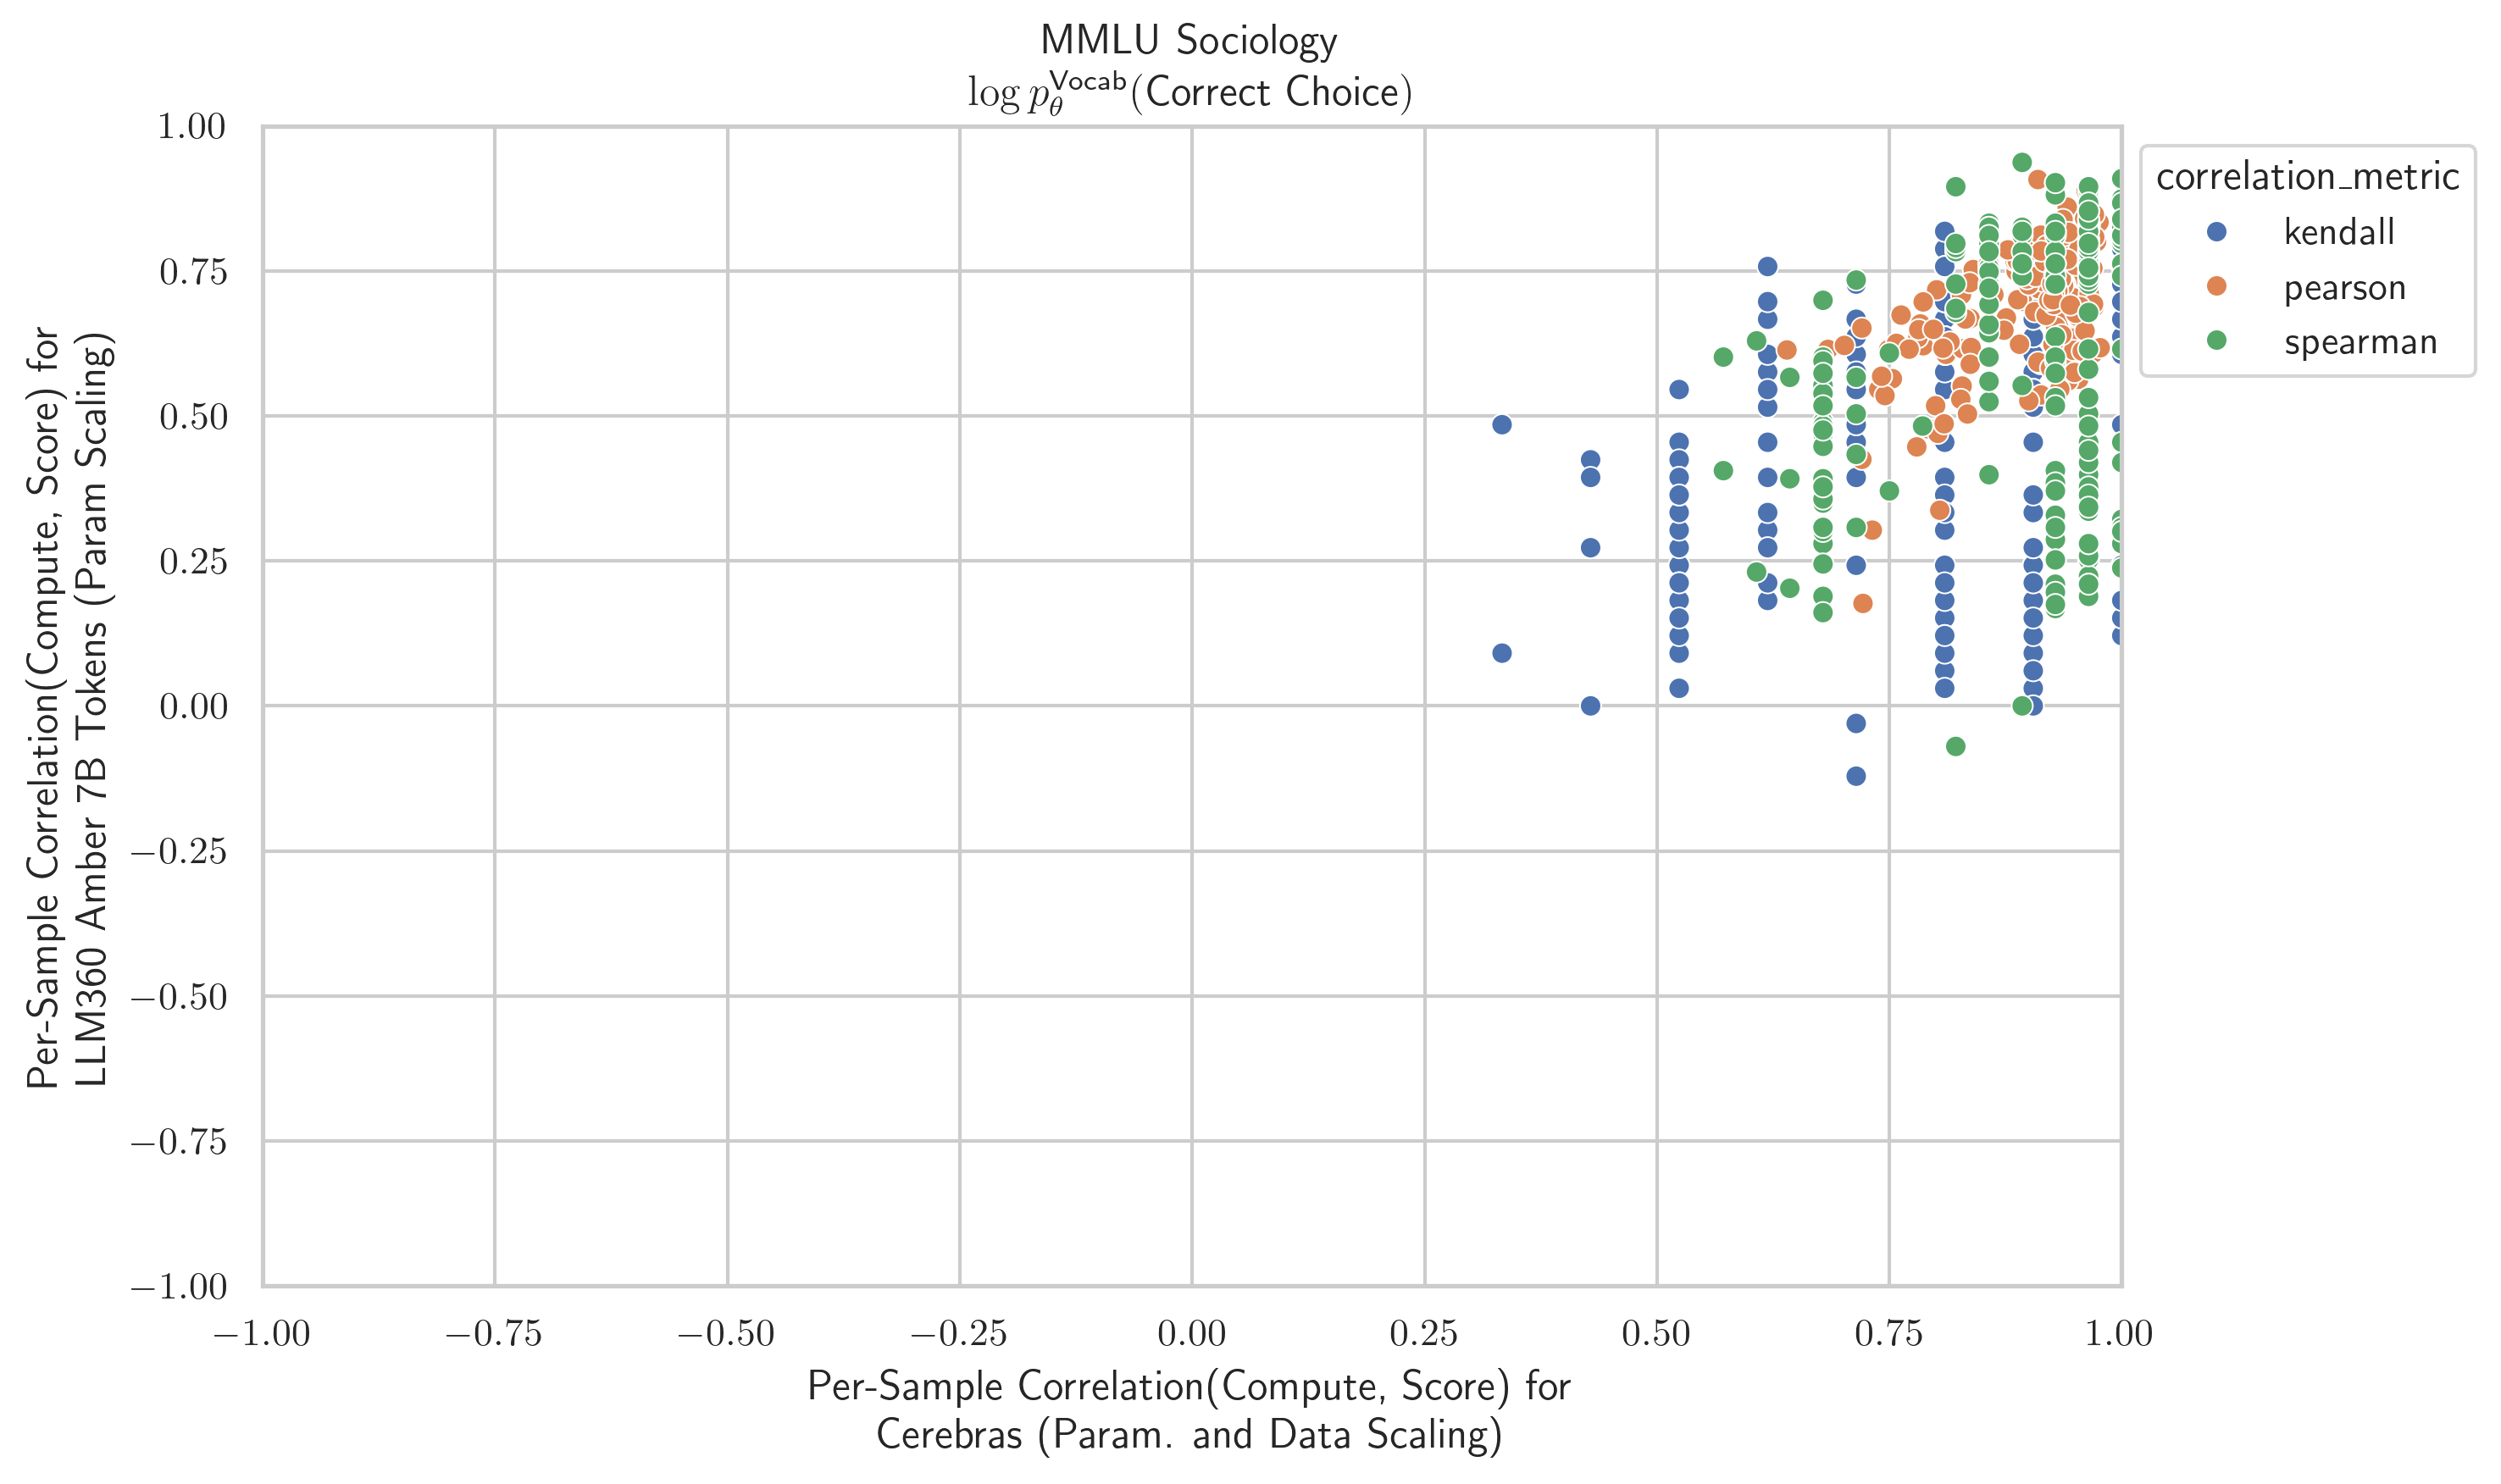 MMLU Sociology
log p_θ^Vocab(Correct Choice)
Per-Sample Correlation(Compute, Score) for
LLM360 Amber 7B Tokens (Param Scaling)
1.00
0.75
0.50
0.25
0.00
−0.25
−0.50
−0.75
−1.00
correlation_metric
kendall
pearson
spearman
−1.00 −0.75 −0.50 −0.25 0.00 0.25 0.50 0.75 1.00
Per-Sample Correlation(Compute, Score) for
Cerebras (Param. and Data Scaling)